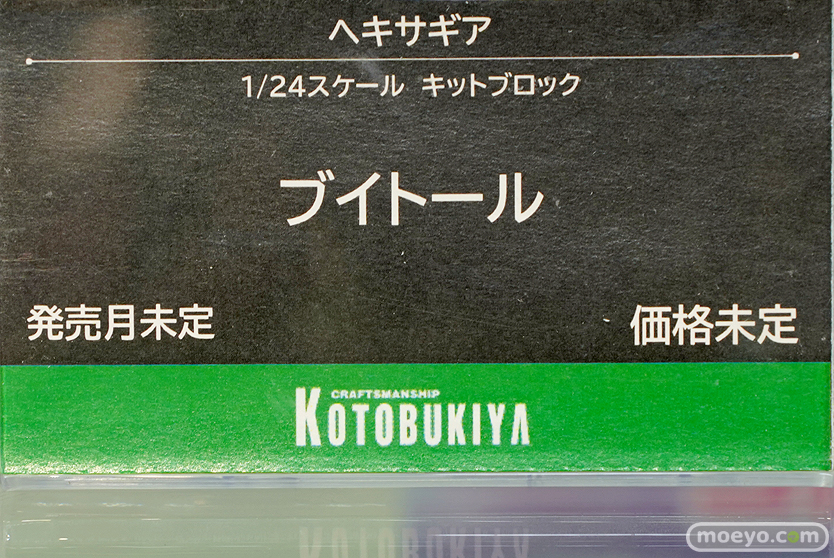 ヘキサギア
1/24スケール キットブロック
ブイトール
発売月未定 価格未定
CRAFTSMANSHIP
KOTOBUKIYA
KOTOBUKIYA
moeyo.com